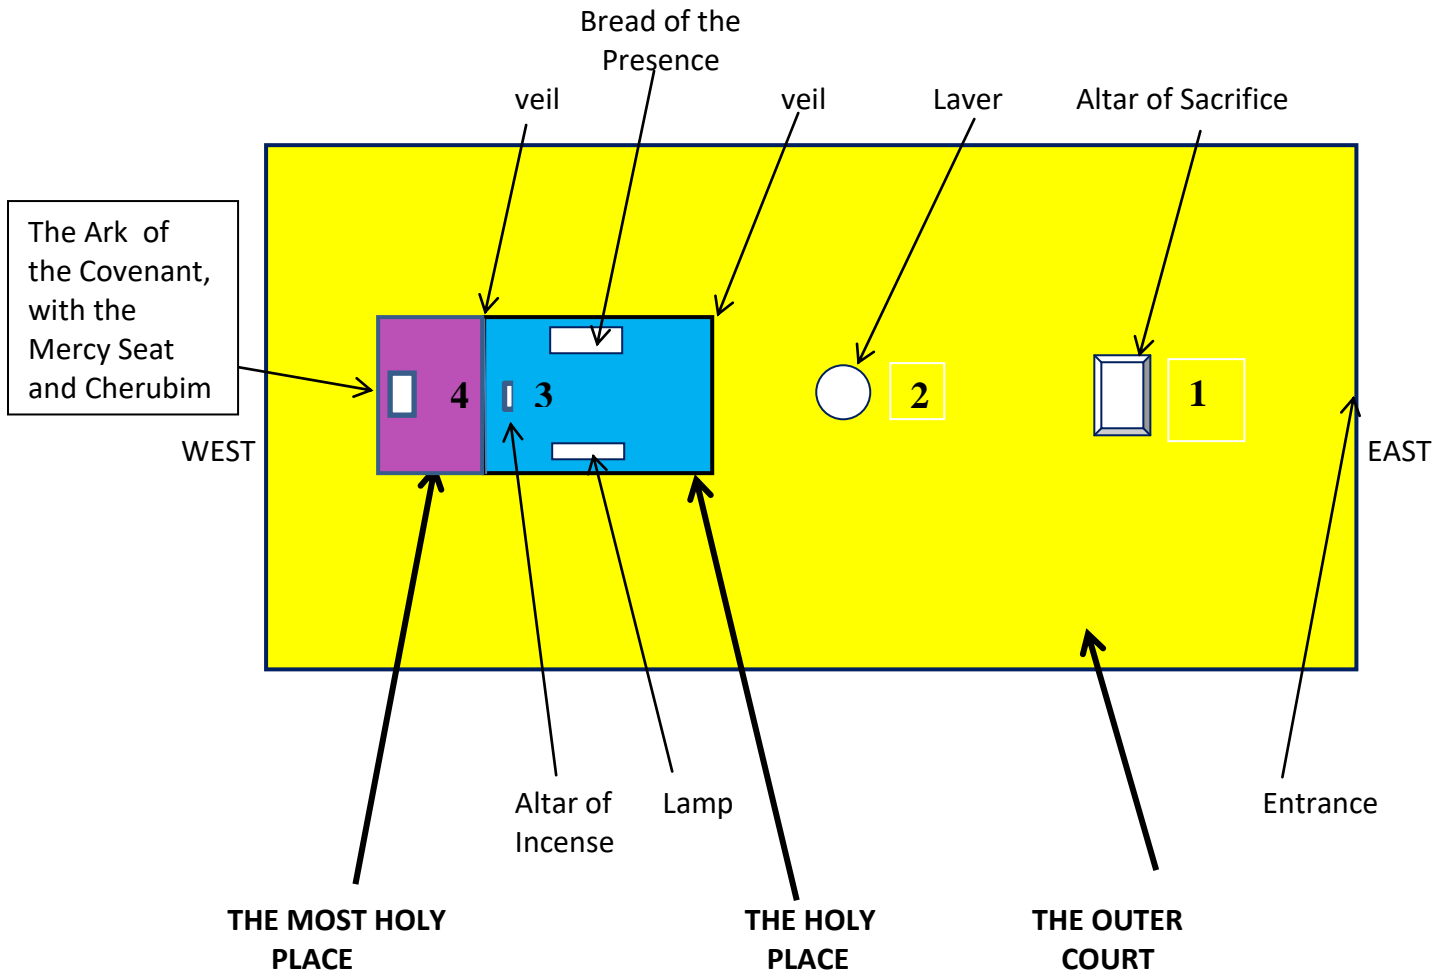 Bread of the
Presence
veil
veil
Laver
Altar of Sacrifice
The Ark of
the Covenant,
with the
Mercy Seat
and Cherubim
4
3
2
1
WEST
EAST
Altar of
Incense
Lamp
Entrance
THE MOST HOLY
PLACE
THE HOLY
PLACE
THE OUTER
COURT